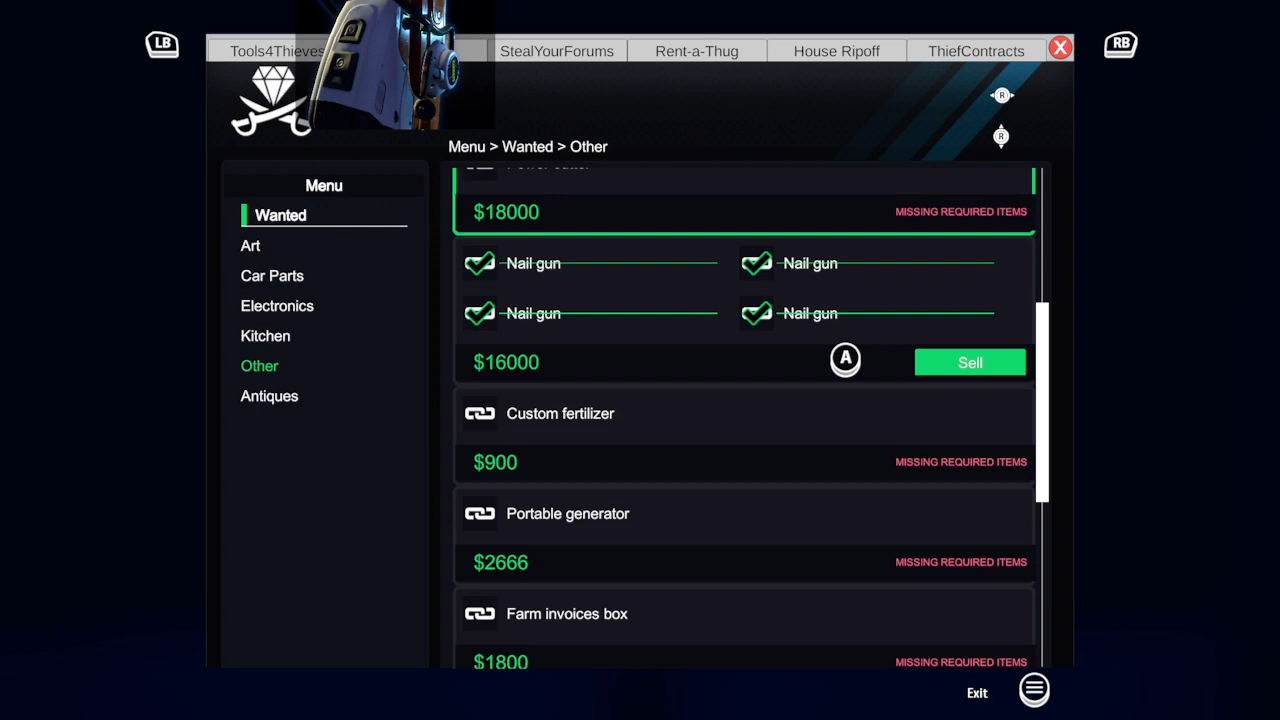 LB
RB
Tools4Thieves
StealYourForums
Rent-a-Thug
House Ripoff
ThiefContracts
X
R
R
Menu > Wanted > Other
Menu
Wanted
Art
Car Parts
Electronics
Kitchen
Other
Antiques
$18000 MISSING REQUIRED ITEMS
Nail gun Nail gun
Nail gun Nail gun
$16000 A Sell
Custom fertilizer
$900 MISSING REQUIRED ITEMS
Portable generator
$2666 MISSING REQUIRED ITEMS
Farm invoices box
$1800 MISSING REQUIRED ITEMS
Exit